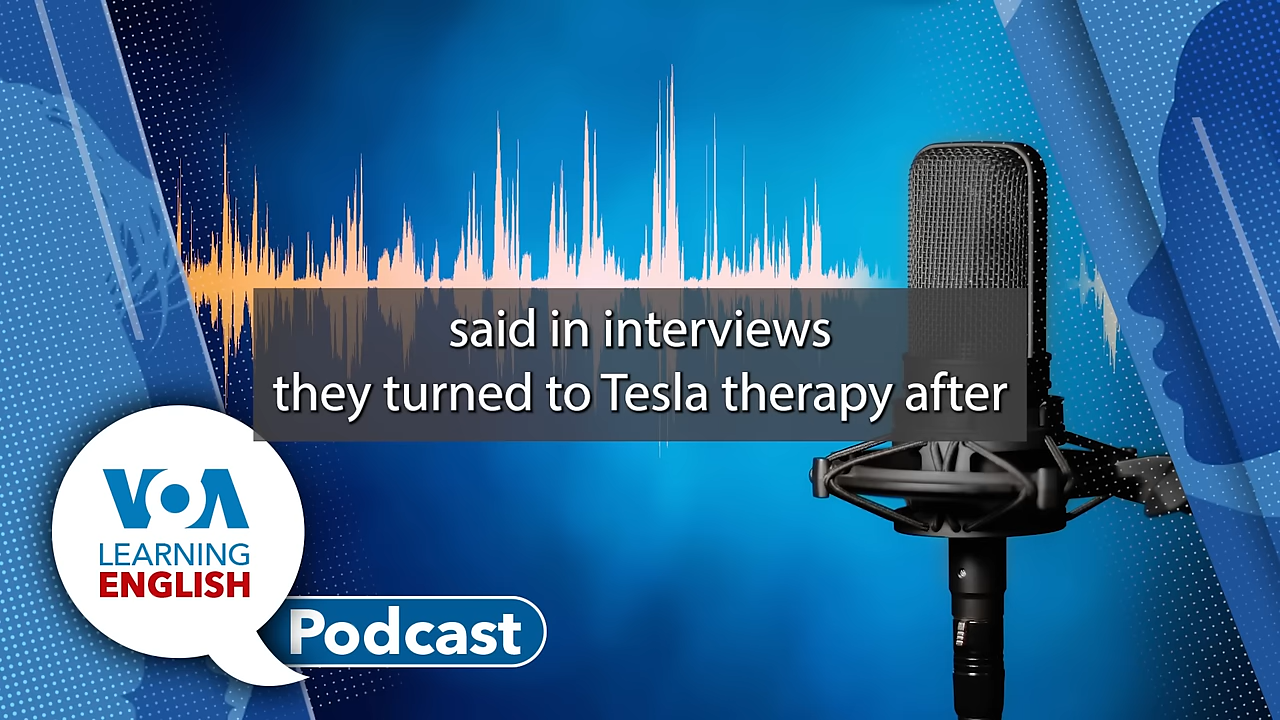 said in interviews
they turned to Tesla therapy after
VOA
LEARNING
ENGLISH
Podcast